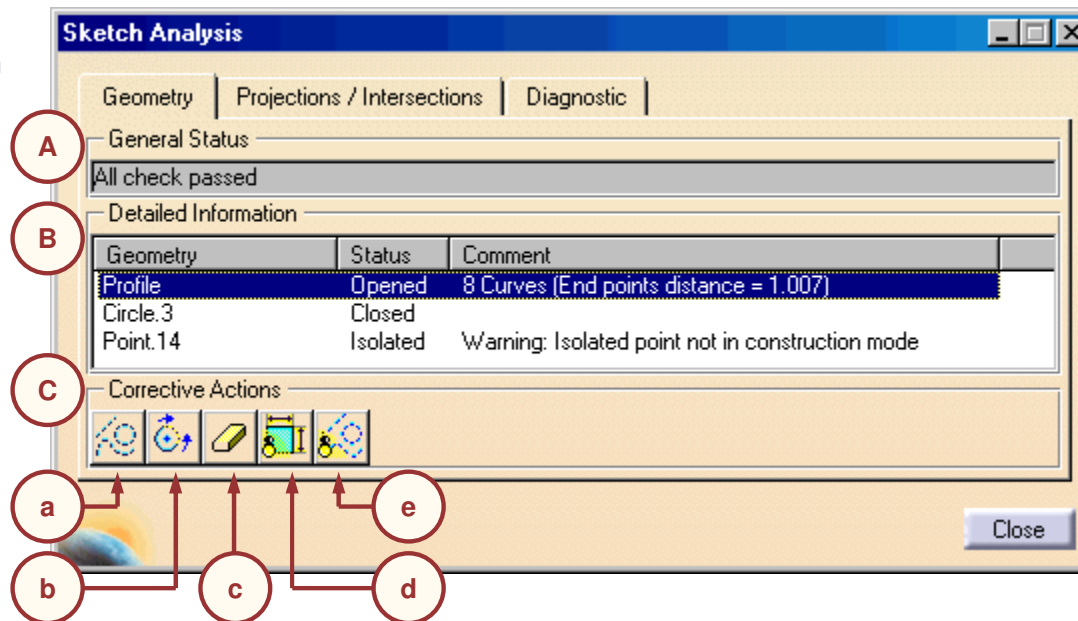 Sketch Analysis
Geometry Projections / Intersections Diagnostic
A
General Status
All check passed
B
Detailed Information
Geometry Status Comment
Profile Opened 8 Curves (End points distance = 1.007)
Circle.3 Closed
Point.14 Isolated Warning: Isolated point not in construction mode
C
Corrective Actions
a e
Close
b c d